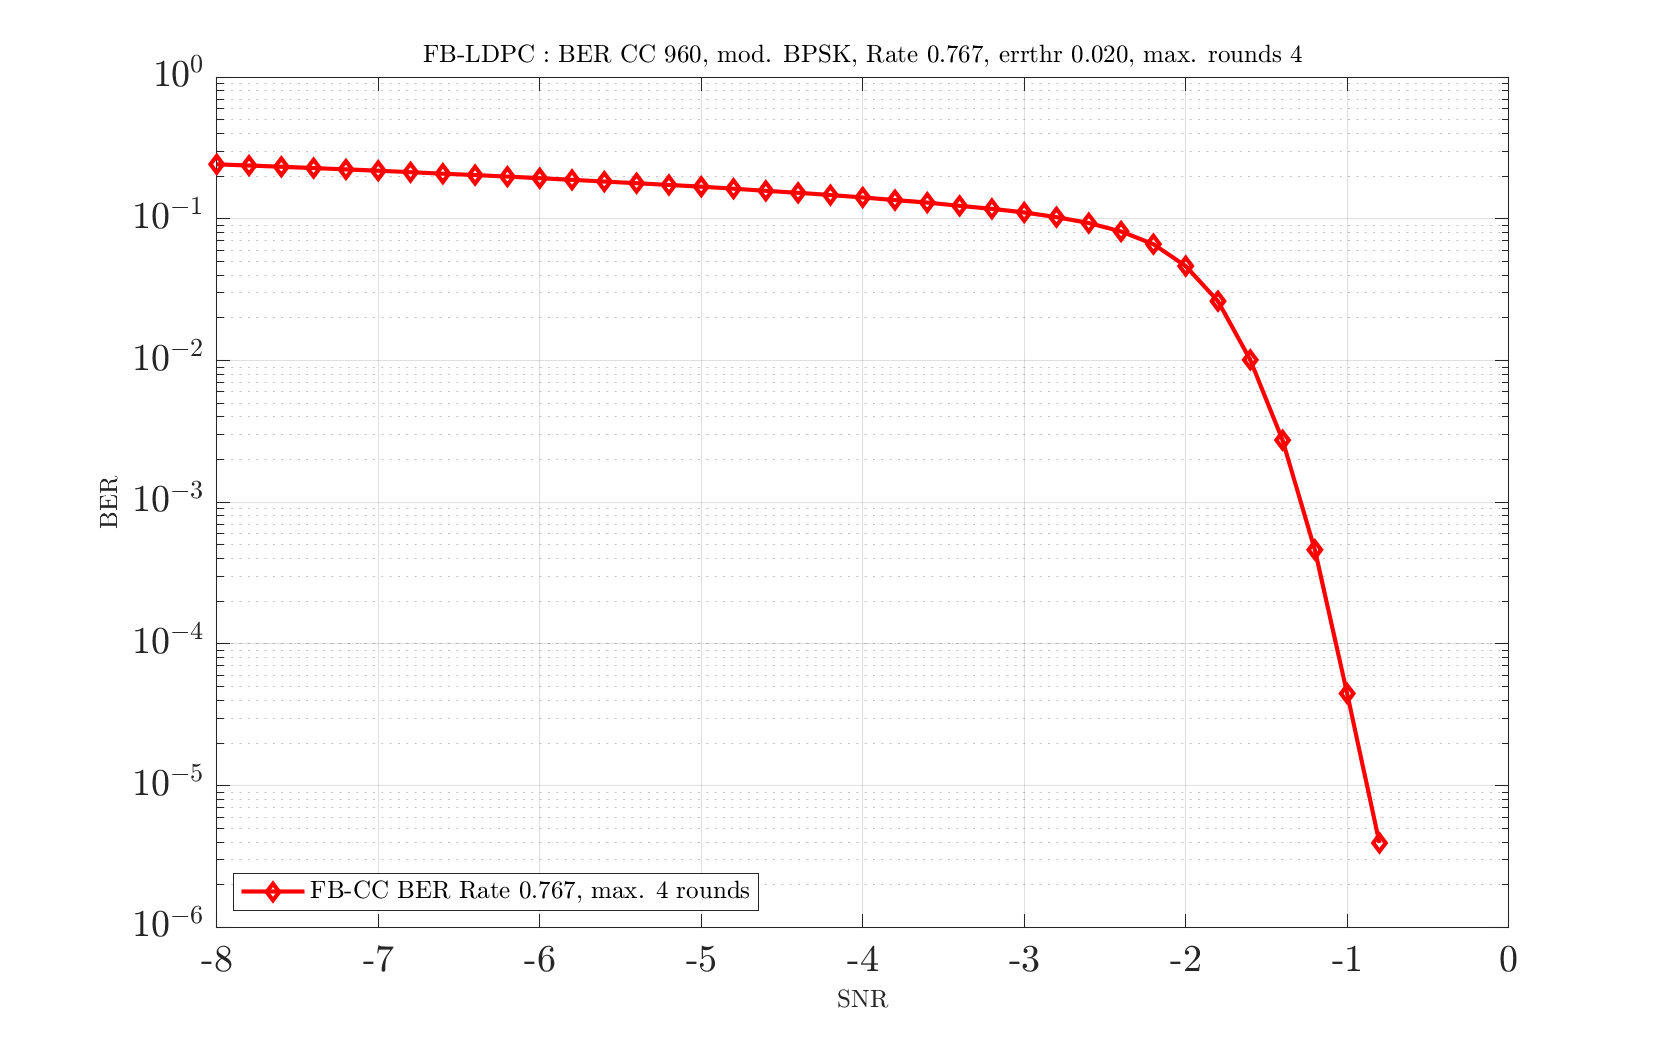 FB-LDPC : BER CC 960, mod. BPSK, Rate 0.767, errthr 0.020, max. rounds 4
10^0
10^-1
10^-2
10^-3
10^-4
10^-5
10^-6
BER
FB-CC BER Rate 0.767, max. 4 rounds
-8 -7 -6 -5 -4 -3 -2 -1 0
SNR